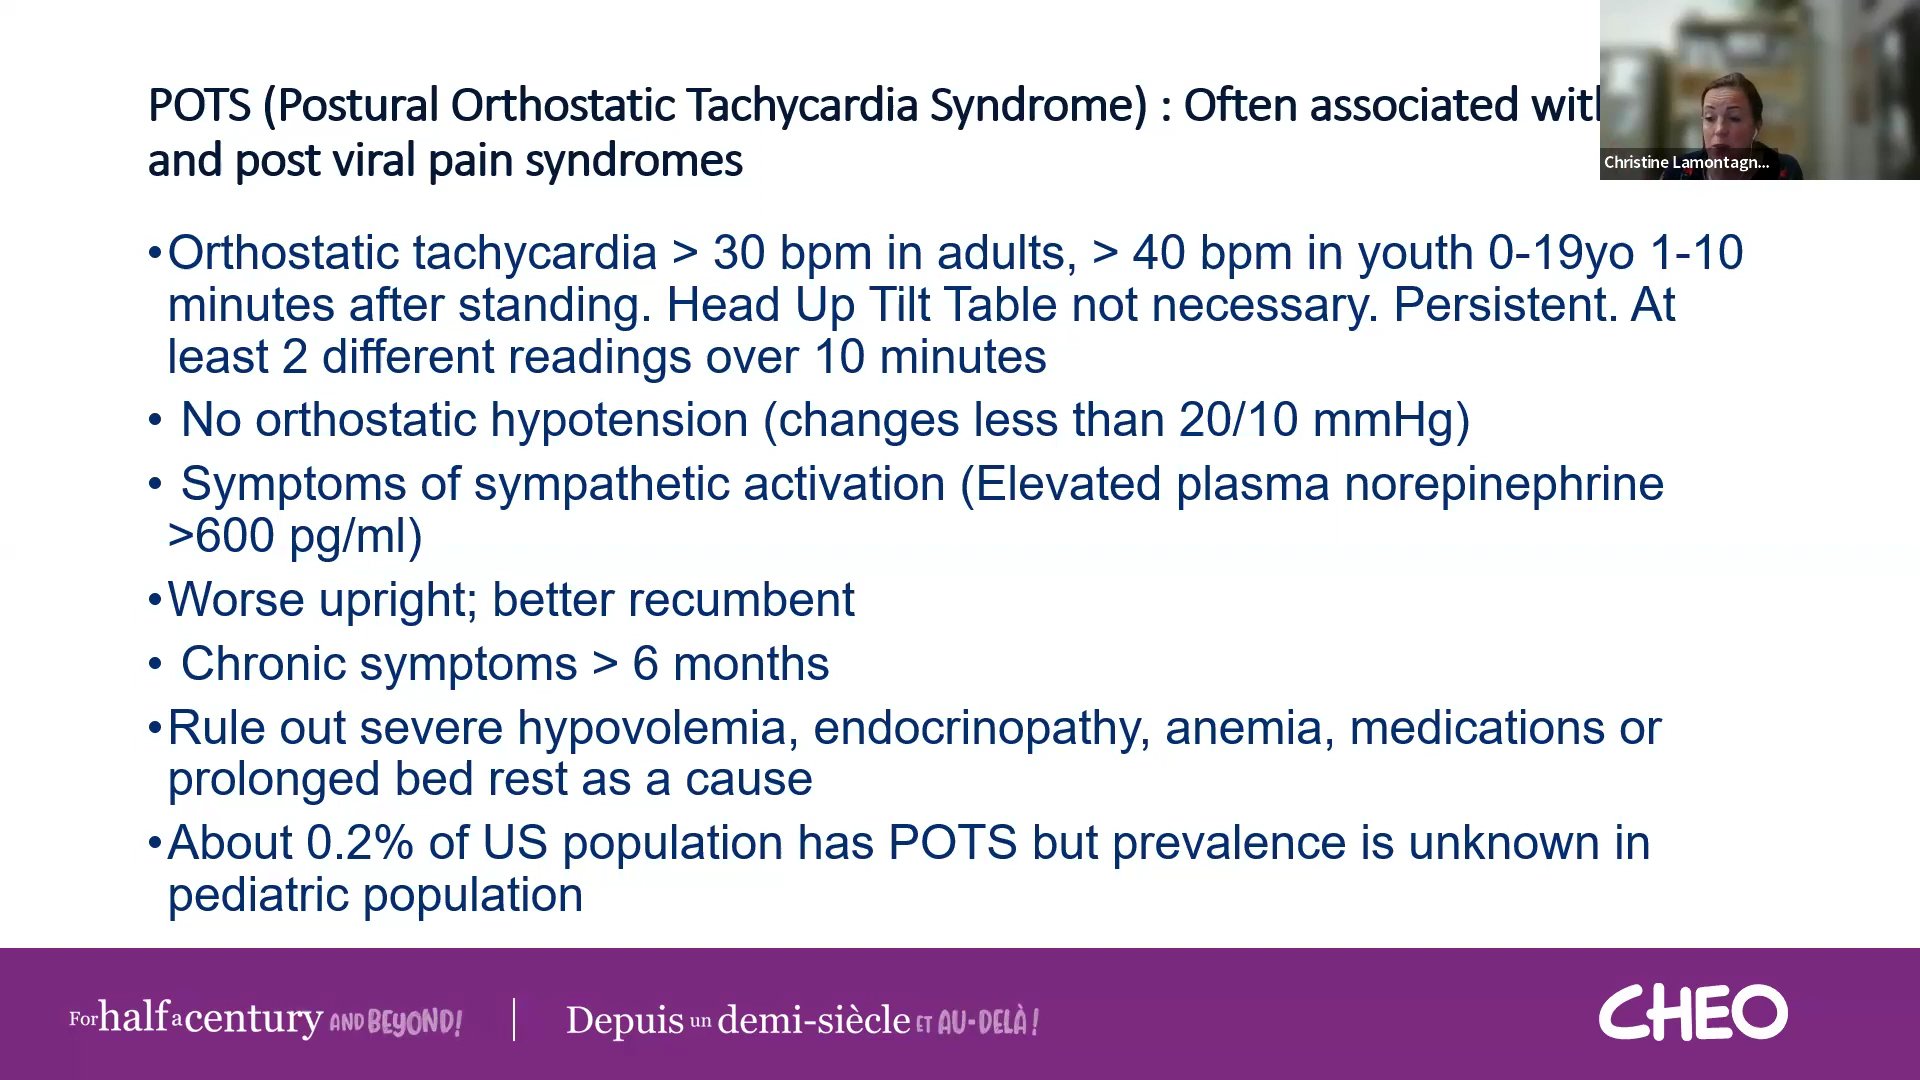 POTS (Postural Orthostatic Tachycardia Syndrome) : Often associated with
and post viral pain syndromes
Christine Lamontagn...
•Orthostatic tachycardia > 30 bpm in adults, > 40 bpm in youth 0-19yo 1-10
minutes after standing. Head Up Tilt Table not necessary. Persistent. At
least 2 different readings over 10 minutes
• No orthostatic hypotension (changes less than 20/10 mmHg)
• Symptoms of sympathetic activation (Elevated plasma norepinephrine
>600 pg/ml)
•Worse upright; better recumbent
• Chronic symptoms > 6 months
•Rule out severe hypovolemia, endocrinopathy, anemia, medications or
prolonged bed rest as a cause
•About 0.2% of US population has POTS but prevalence is unknown in
pediatric population
For half a century AND BEYOND! | Depuis un demi-siècle ET AU-DELÀ!
CHEO